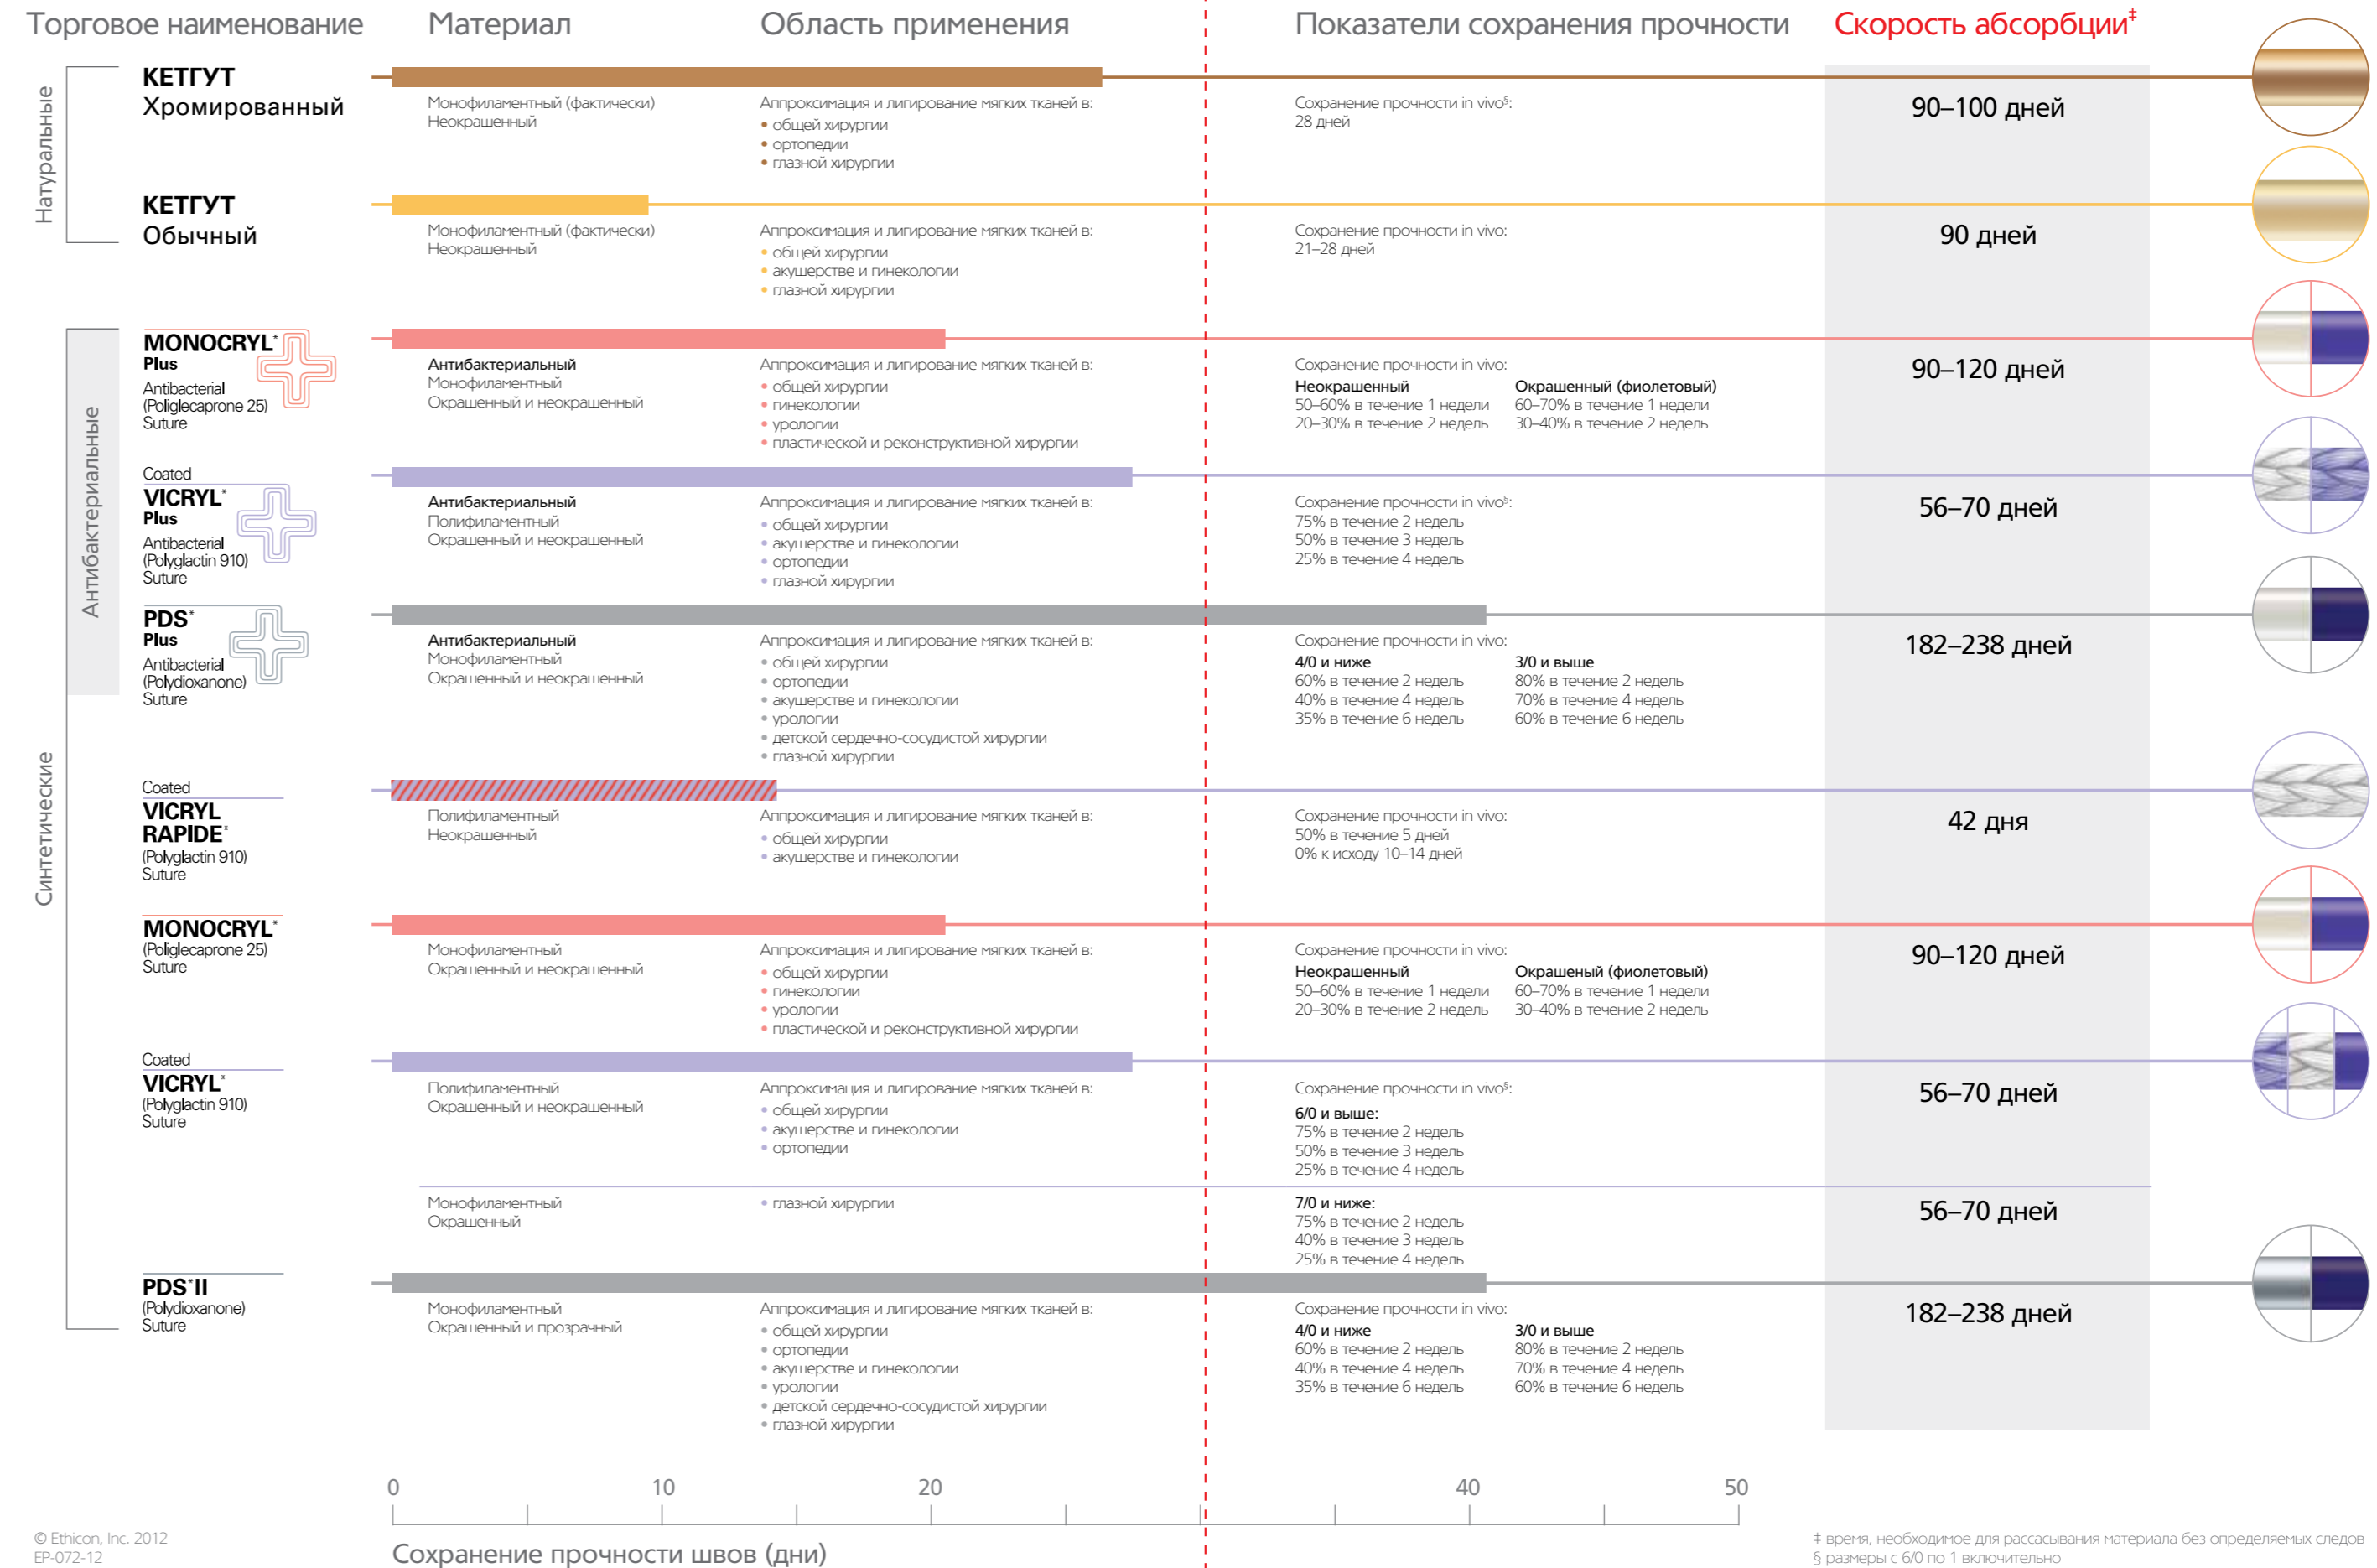 Торговое наименование
Материал
Область применения
Показатели сохранения прочности
Скорость абсорбции‡
Натуральные
КЕТГУТ
Хромированный
Монофиламентный (фактически)
Неокрашенный
Аппроксимация и лигирование мягких тканей в:
• общей хирургии
• ортопедии
• глазной хирургии
Сохранение прочности in vivo§:
28 дней
90–100 дней
КЕТГУТ
Обычный
Монофиламентный (фактически)
Неокрашенный
Аппроксимация и лигирование мягких тканей в:
• общей хирургии
• акушерстве и гинекологии
• глазной хирургии
Сохранение прочности in vivo:
21–28 дней
90 дней
Синтетические
Антибактериальные
MONOCRYL*
Plus
Antibacterial
(Poliglecaprone 25)
Suture
Антибактериальный
Монофиламентный
Окрашенный и неокрашенный
Аппроксимация и лигирование мягких тканей в:
• общей хирургии
• гинекологии
• урологии
• пластической и реконструктивной хирургии
Сохранение прочности in vivo:
Неокрашенный
50–60% в течение 1 недели
20–30% в течение 2 недель
Окрашенный (фиолетовый)
60–70% в течение 1 недели
30–40% в течение 2 недель
90–120 дней
Coated
VICRYL*
Plus
Antibacterial
(Polyglactin 910)
Suture
Антибактериальный
Полифиламентный
Окрашенный и неокрашенный
Аппроксимация и лигирование мягких тканей в:
• общей хирургии
• акушерстве и гинекологии
• ортопедии
• глазной хирургии
Сохранение прочности in vivo§:
75% в течение 2 недель
50% в течение 3 недель
25% в течение 4 недель
56–70 дней
PDS*
Plus
Antibacterial
(Polydioxanone)
Suture
Антибактериальный
Монофиламентный
Окрашенный и неокрашенный
Аппроксимация и лигирование мягких тканей в:
• общей хирургии
• ортопедии
• акушерстве и гинекологии
• урологии
• детской сердечно-сосудистой хирургии
• глазной хирургии
Сохранение прочности in vivo:
4/0 и ниже
60% в течение 2 недель
40% в течение 4 недель
35% в течение 6 недель
3/0 и выше
80% в течение 2 недель
70% в течение 4 недель
60% в течение 6 недель
182–238 дней
Coated
VICRYL
RAPIDE*
(Polyglactin 910)
Suture
Полифиламентный
Неокрашенный
Аппроксимация и лигирование мягких тканей в:
• общей хирургии
• акушерстве и гинекологии
Сохранение прочности in vivo:
50% в течение 5 дней
0% к исходу 10–14 дней
42 дня
MONOCRYL*
(Poliglecaprone 25)
Suture
Монофиламентный
Окрашенный и неокрашенный
Аппроксимация и лигирование мягких тканей в:
• общей хирургии
• гинекологии
• урологии
• пластической и реконструктивной хирургии
Сохранение прочности in vivo:
Неокрашенный
50–60% в течение 1 недели
20–30% в течение 2 недель
Окрашеный (фиолетовый)
60–70% в течение 1 недели
30–40% в течение 2 недель
90–120 дней
Coated
VICRYL*
(Polyglactin 910)
Suture
Полифиламентный
Окрашенный и неокрашенный
Аппроксимация и лигирование мягких тканей в:
• общей хирургии
• акушерстве и гинекологии
• ортопедии
Сохранение прочности in vivo§:
6/0 и выше:
75% в течение 2 недель
50% в течение 3 недель
25% в течение 4 недель
56–70 дней
Монофиламентный
Окрашенный
• глазной хирургии
7/0 и ниже:
75% в течение 2 недель
40% в течение 3 недель
25% в течение 4 недель
56–70 дней
PDS*II
(Polydioxanone)
Suture
Монофиламентный
Окрашенный и прозрачный
Аппроксимация и лигирование мягких тканей в:
• общей хирургии
• ортопедии
• акушерстве и гинекологии
• урологии
• детской сердечно-сосудистой хирургии
• глазной хирургии
Сохранение прочности in vivo:
4/0 и ниже
60% в течение 2 недель
40% в течение 4 недель
35% в течение 6 недель
3/0 и выше
80% в течение 2 недель
70% в течение 4 недель
60% в течение 6 недель
182–238 дней
0 10 20 40 50
Сохранение прочности швов (дни)
© Ethicon, Inc. 2012
EP-072-12
‡ время, необходимое для рассасывания материала без определяемых следов
§ размеры с 6/0 по 1 включительно